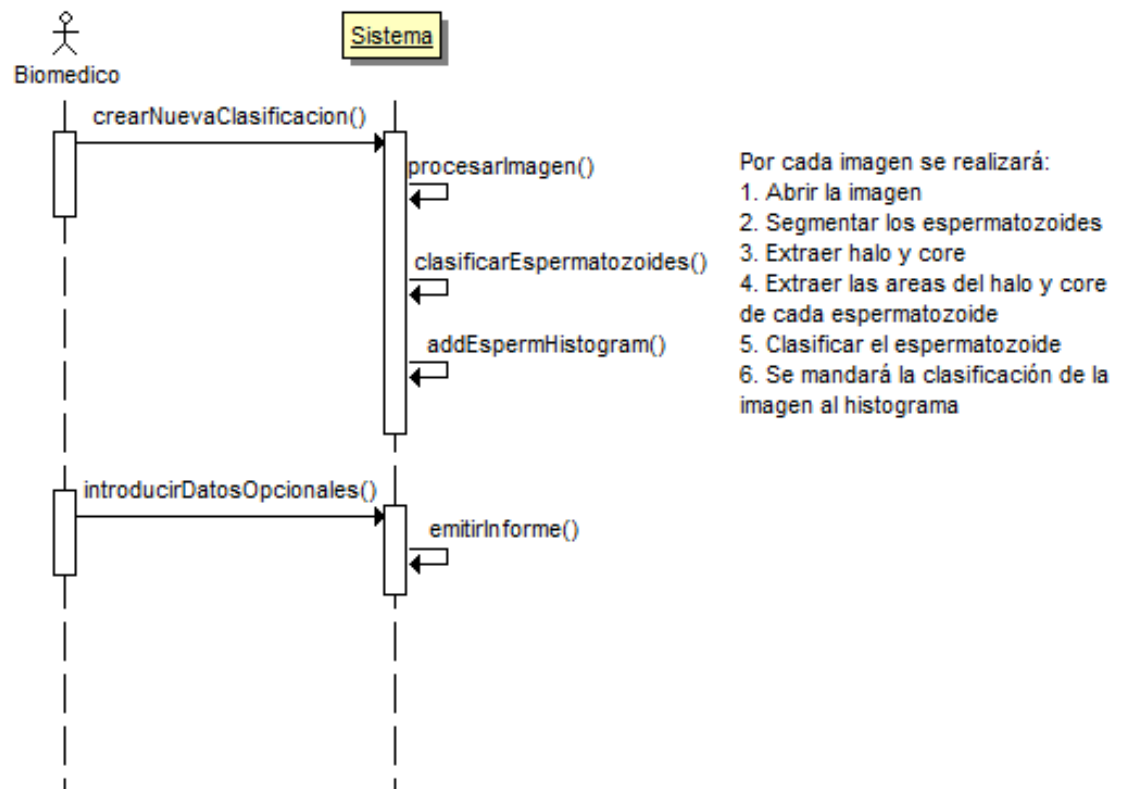 Biomedico
Sistema
crearNuevaClasificacion()
procesarImagen()
clasificarEspermatozoides()
addEspermHistogram()
introducirDatosOpcionales()
emitirInforme()
Por cada imagen se realizará:
1. Abrir la imagen
2. Segmentar los espermatozoides
3. Extraer halo y core
4. Extraer las areas del halo y core
de cada espermatozoide
5. Clasificar el espermatozoide
6. Se mandará la clasificación de la
imagen al histograma